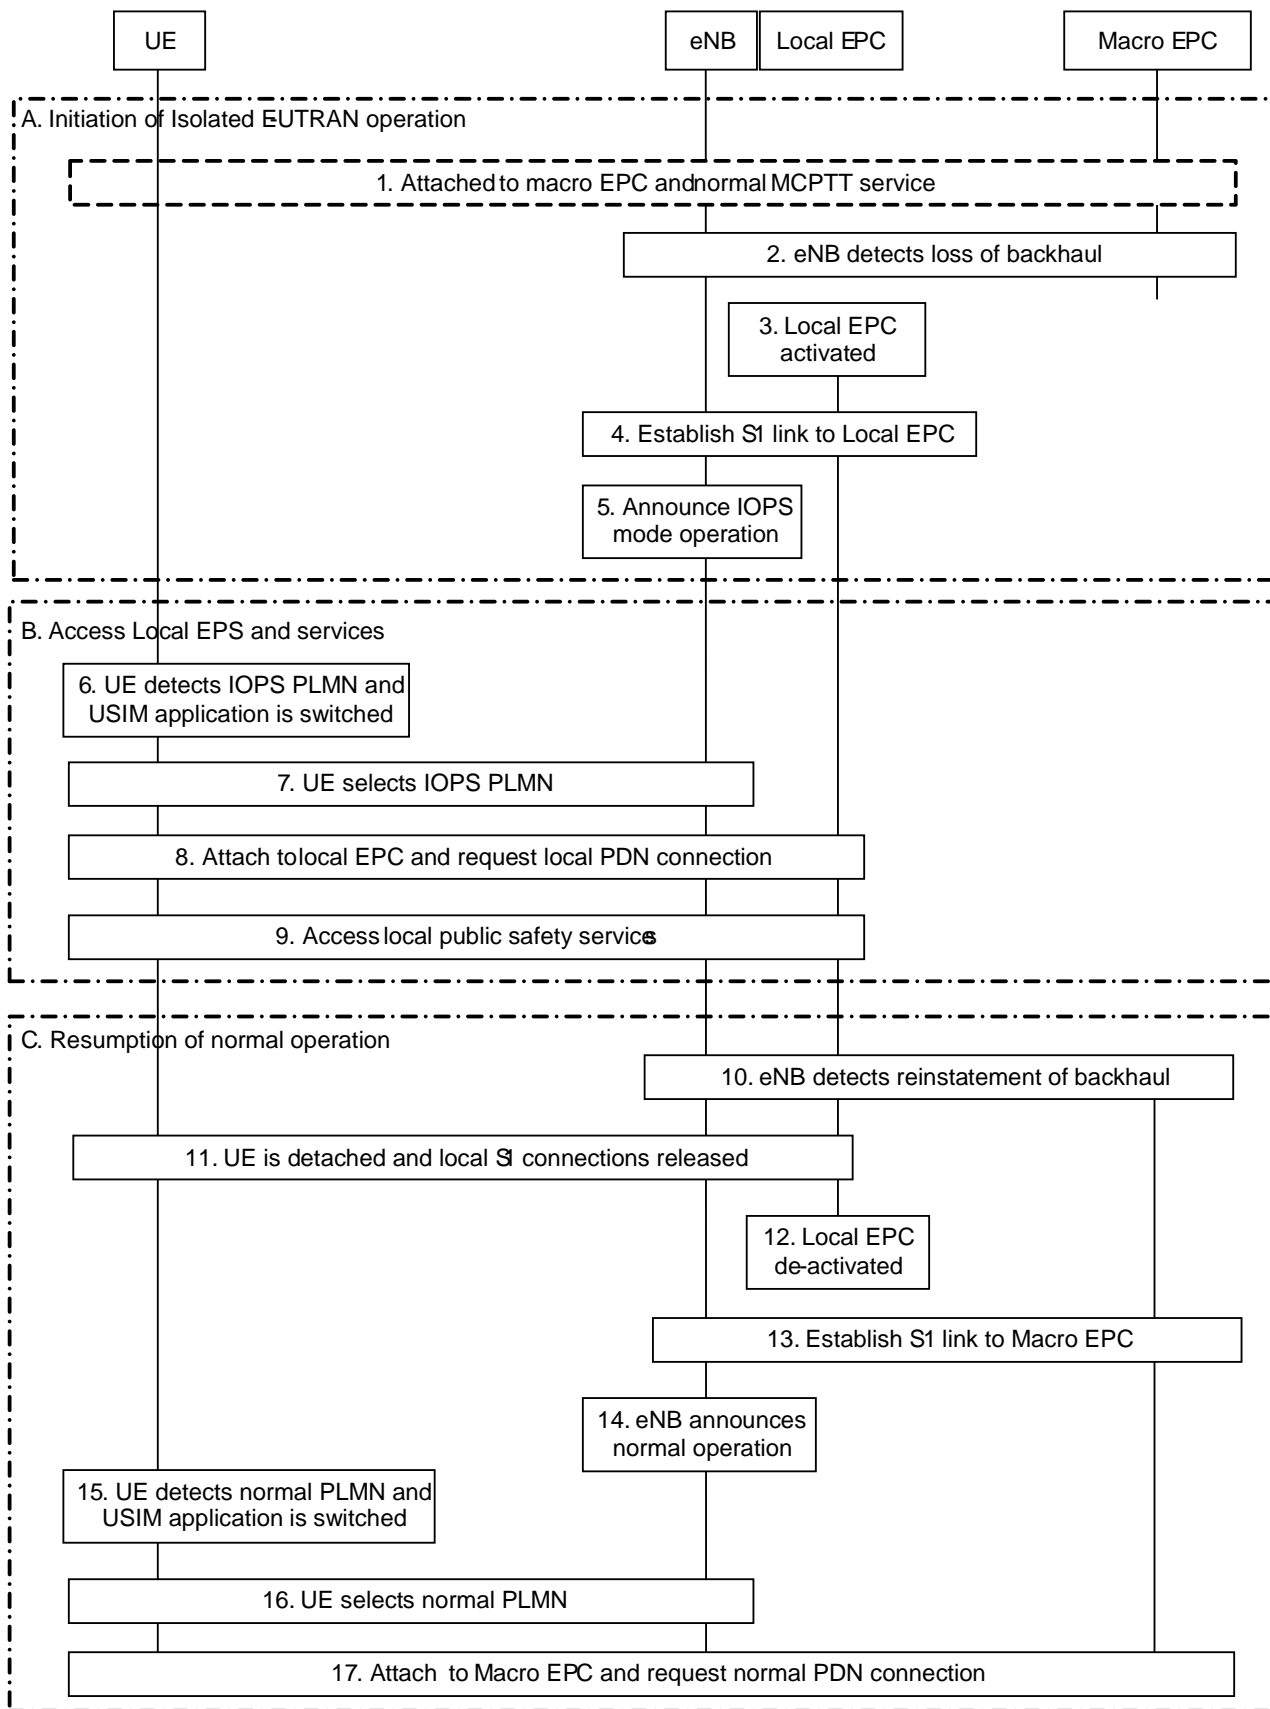 UE
eNB
Local EPC
Macro EPC
A. Initiation of Isolated E-UTRAN operation
1. Attached to macro EPC and normal MCPTT service
2. eNB detects loss of backhaul
3. Local EPC
activated
4. Establish S1 link to Local EPC
5. Announce IOPS
mode operation
B. Access Local EPS and services
6. UE detects IOPS PLMN and
USIM application is switched
7. UE selects IOPS PLMN
8. Attach to local EPC and request local PDN connection
9. Access local public safety services
C. Resumption of normal operation
10. eNB detects reinstatement of backhaul
11. UE is detached and local S1 connections released
12. Local EPC
de-activated
13. Establish S1 link to Macro EPC
14. eNB announces
normal operation
15. UE detects normal PLMN and
USIM application is switched
16. UE selects normal PLMN
17. Attach to Macro EPC and request normal PDN connection